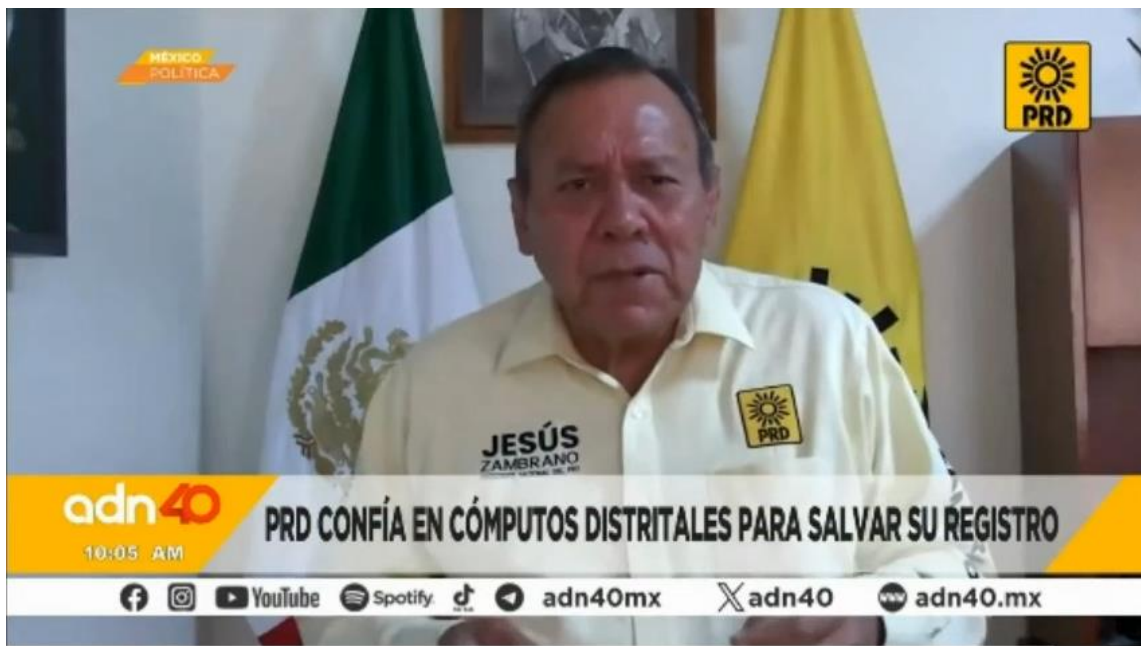 MÉXICO
POLÍTICA
PRD
JESÚS
ZAMBRANO
PRD
adn40
10:05 AM
PRD CONFÍA EN CÓMPUTOS DISTRITALES PARA SALVAR SU REGISTRO
YouTube Spotify adn40mx adn40 adn40.mx